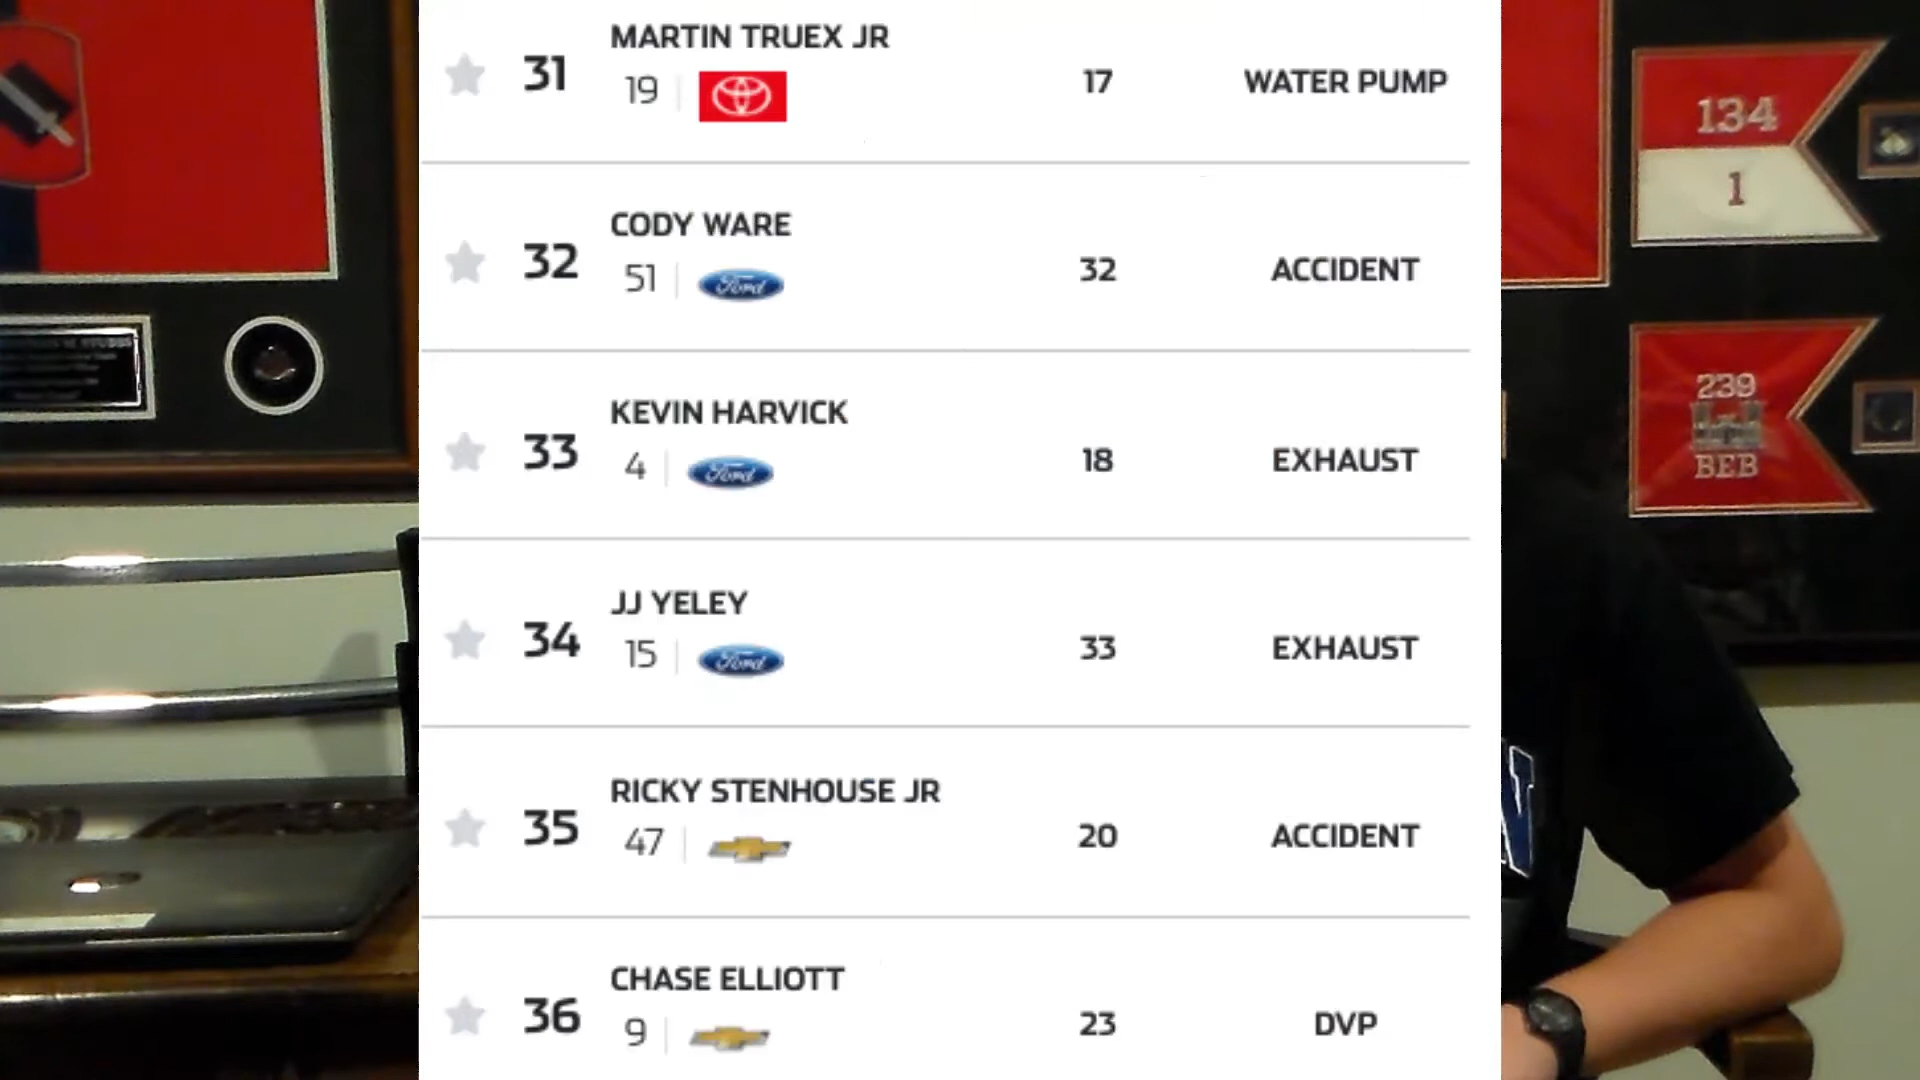 31
MARTIN TRUEX JR
19
17
WATER PUMP
32
CODY WARE
51
Ford
32
ACCIDENT
33
KEVIN HARVICK
4
Ford
18
EXHAUST
34
JJ YELEY
15
Ford
33
EXHAUST
35
RICKY STENHOUSE JR
47
20
ACCIDENT
36
CHASE ELLIOTT
9
23
DVP
134
1
239
BEB
N